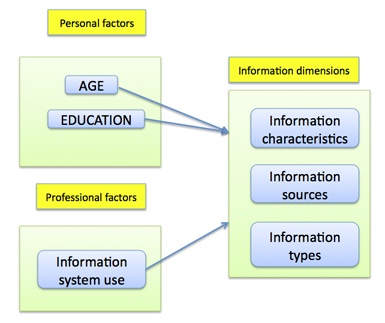 Personal factors
AGE
EDUCATION
Professional factors
Information
system use
Information dimensions
Information
characteristics
Information
sources
Information
types